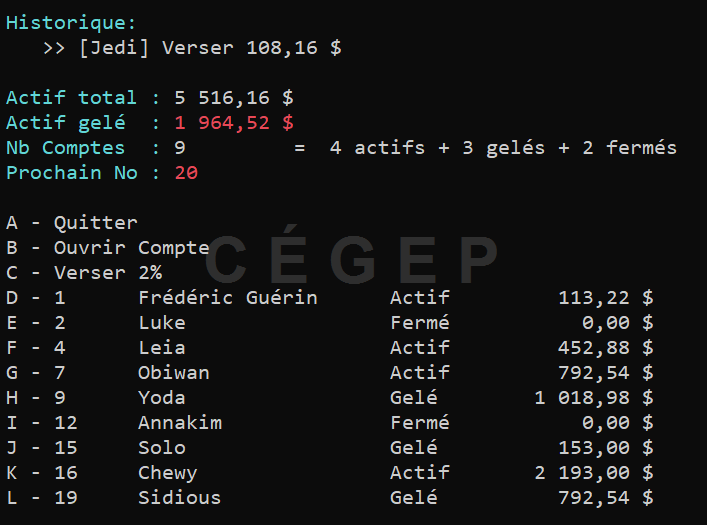 Historique:
>> [Jedi] Verser 108,16 $
Actif total : 5 516,16 $
Actif gelé : 1 964,52 $
Nb Comptes : 9 = 4 actifs + 3 gelés + 2 fermés
Prochain No : 20
A - Quitter
B - Ouvrir Compte
C - Verser 2%
CÉGEP
D - 1 Frédéric Guérin Actif 113,22 $
E - 2 Luke Fermé 0,00 $
F - 4 Leia Actif 452,88 $
G - 7 Obiwan Actif 792,54 $
H - 9 Yoda Gelé 1 018,98 $
I - 12 Annakim Fermé 0,00 $
J - 15 Solo Gelé 153,00 $
K - 16 Chewy Actif 2 193,00 $
L - 19 Sidious Gelé 792,54 $